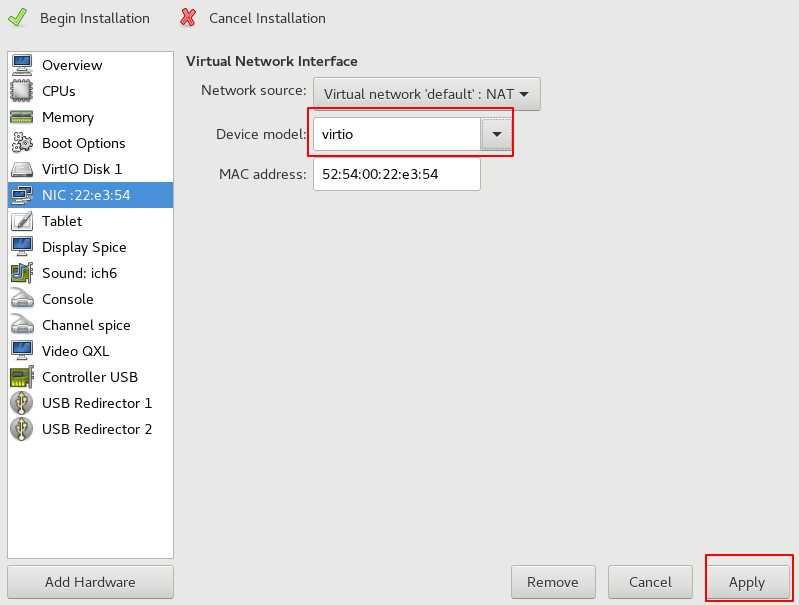 Begin Installation Cancel Installation
Overview
CPUs
Memory
Boot Options
VirtIO Disk 1
NIC :22:e3:54
Tablet
Display Spice
Sound: ich6
Console
Channel spice
Video QXL
Controller USB
USB Redirector 1
USB Redirector 2
Add Hardware
Virtual Network Interface
Network source: Virtual network 'default' : NAT
Device model: virtio
MAC address: 52:54:00:22:e3:54
Remove Cancel Apply